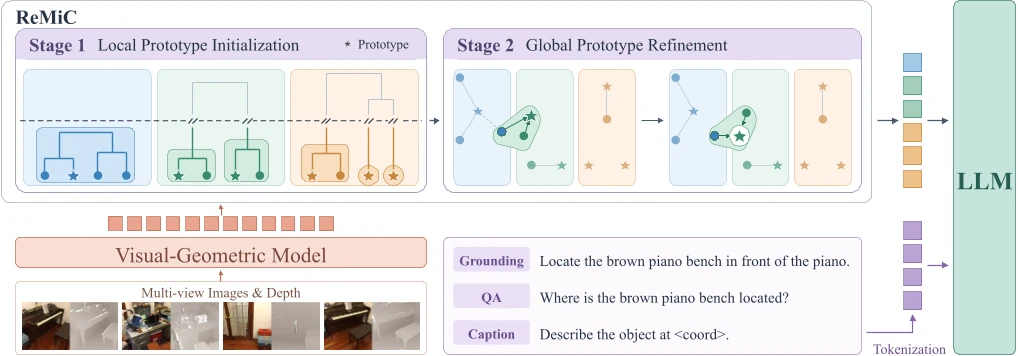 ReMiC
Stage 1 Local Prototype Initialization
★ Prototype
Stage 2 Global Prototype Refinement
LLM
Visual-Geometric Model
Multi-view Images & Depth
Grounding Locate the brown piano bench in front of the piano.
QA Where is the brown piano bench located?
Caption Describe the object at <coord>.
Tokenization